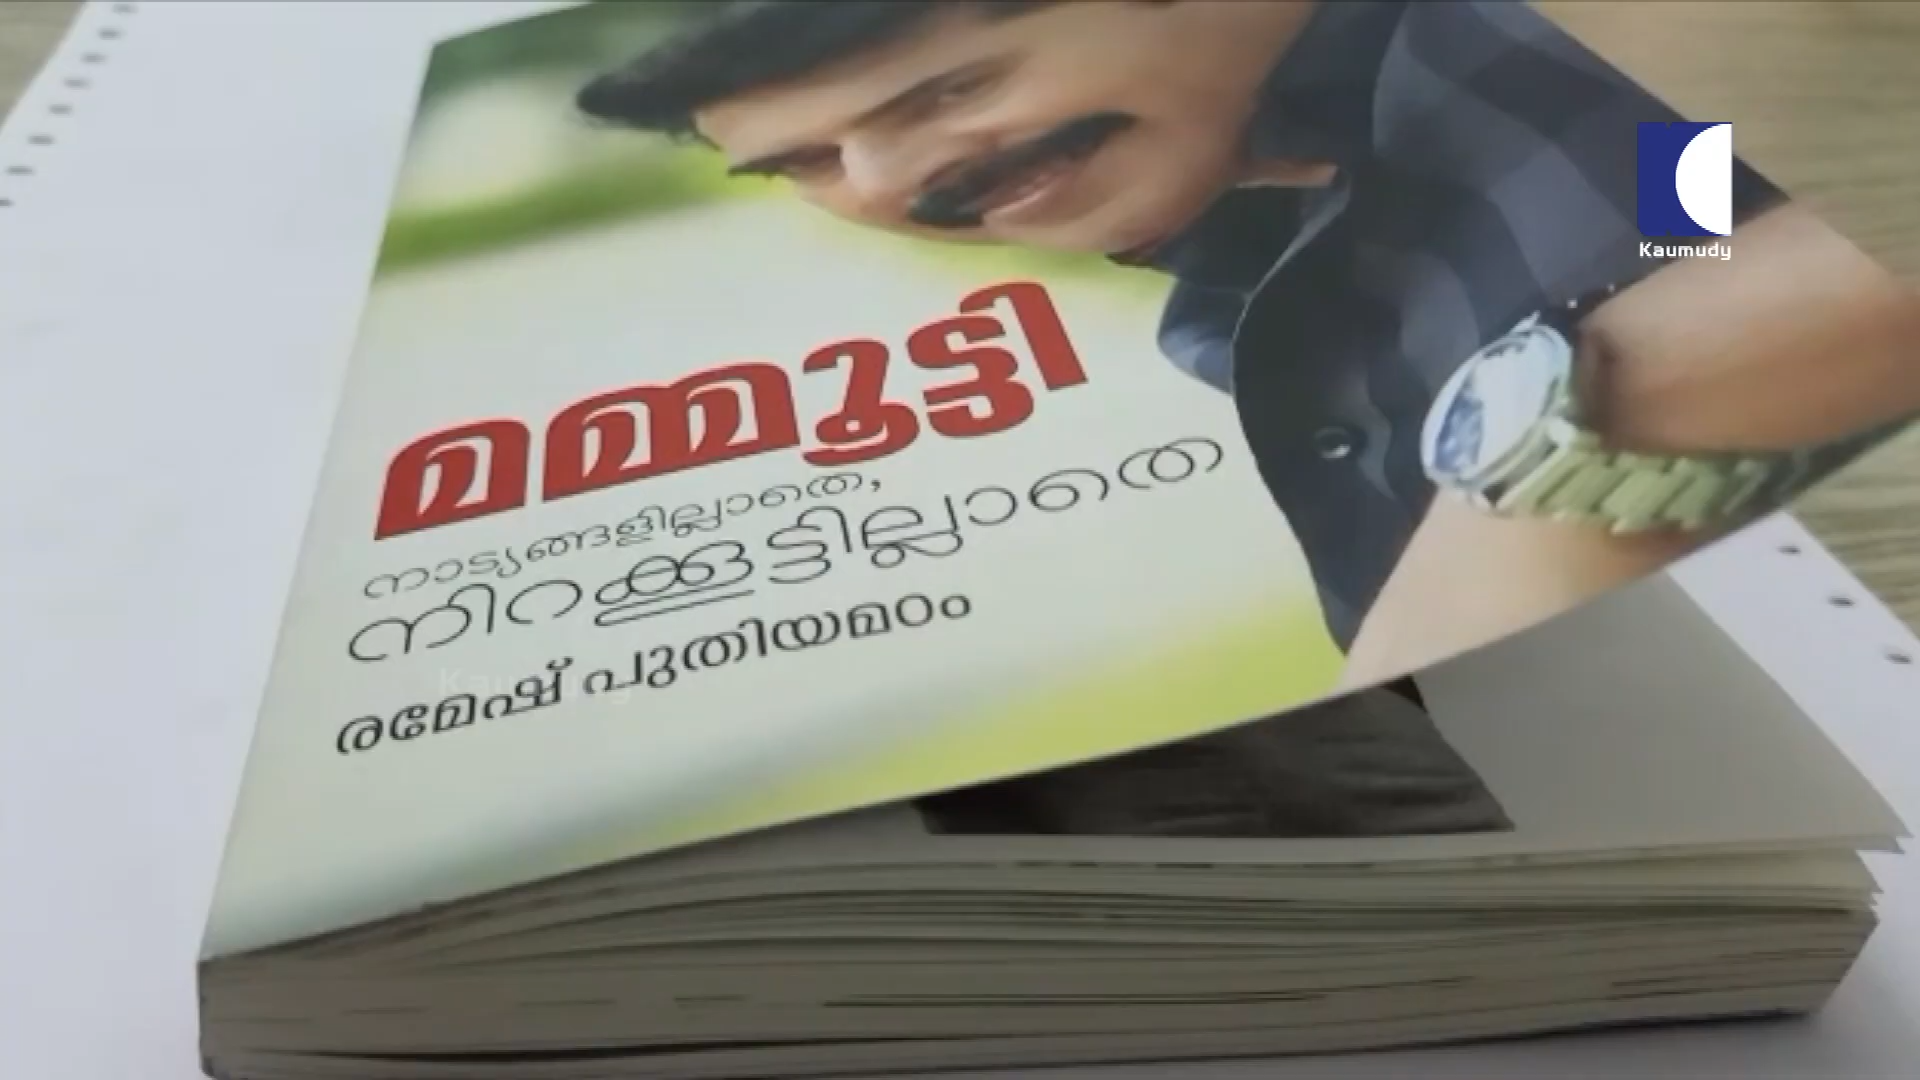 മമ്മൂട്ടി
നാട്യങ്ങളില്ലാതെ,
നിറക്കൂട്ടില്ലാതെ
രമേഷ് പുതിയമഠം
Kaumudy